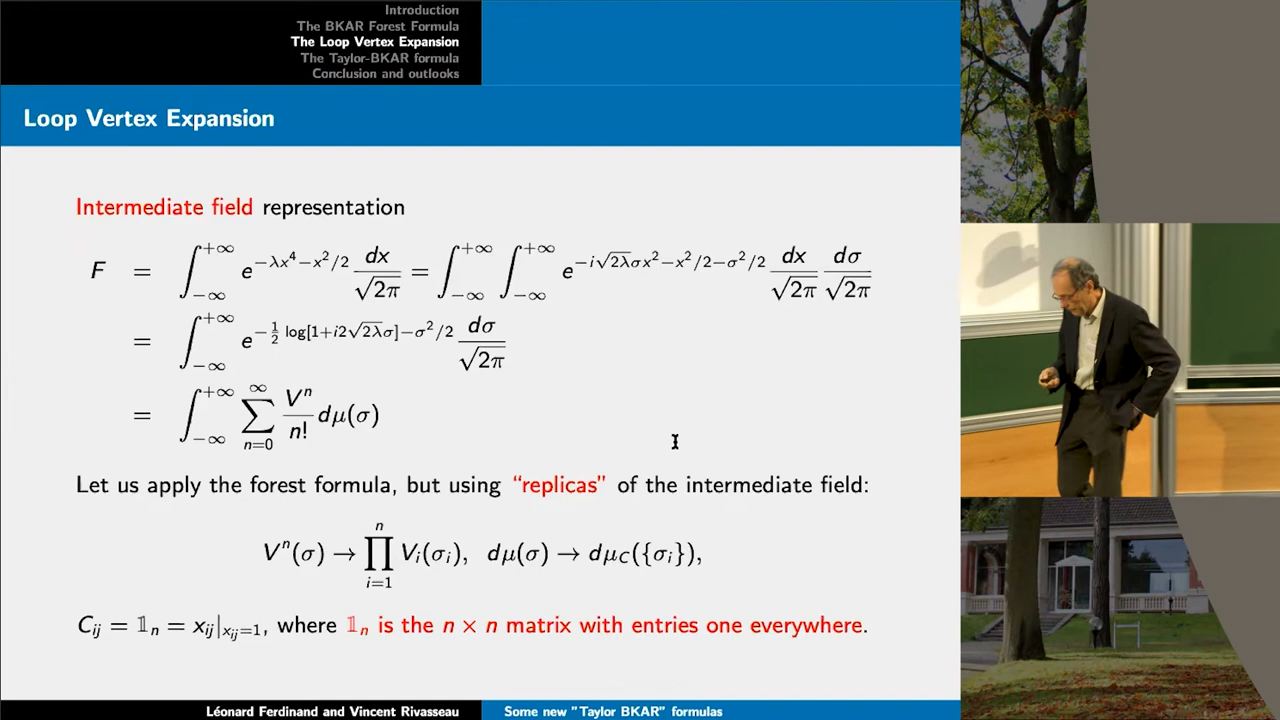 Introduction
The BKAR Forest Formula
The Loop Vertex Expansion
The Taylor-BKAR formula
Conclusion and outlooks
Loop Vertex Expansion
Intermediate field representation
F = ∫_{−∞}^{+∞} e^{−λx⁴−x²/2} dx/√2π = ∫_{−∞}^{+∞} ∫_{−∞}^{+∞} e^{−i√2λσx²−x²/2−σ²/2} dx/√2π dσ/√2π
= ∫_{−∞}^{+∞} e^{−½ log[1+i2√2λσ]−σ²/2} dσ/√2π
= ∫_{−∞}^{+∞} ∑_{n=0}^{∞} Vⁿ/n! dμ(σ)
Let us apply the forest formula, but using “replicas” of the intermediate field:
Vⁿ(σ) → ∏_{i=1}^{n} V_i(σ_i), dμ(σ) → dμ_C({σ_i}),
C_{ij} = 𝟙_n = x_{ij}|_{x_{ij}=1}, where 𝟙_n is the n × n matrix with entries one everywhere.
Léonard Ferdinand and Vincent Rivasseau
Some new "Taylor BKAR" formulas